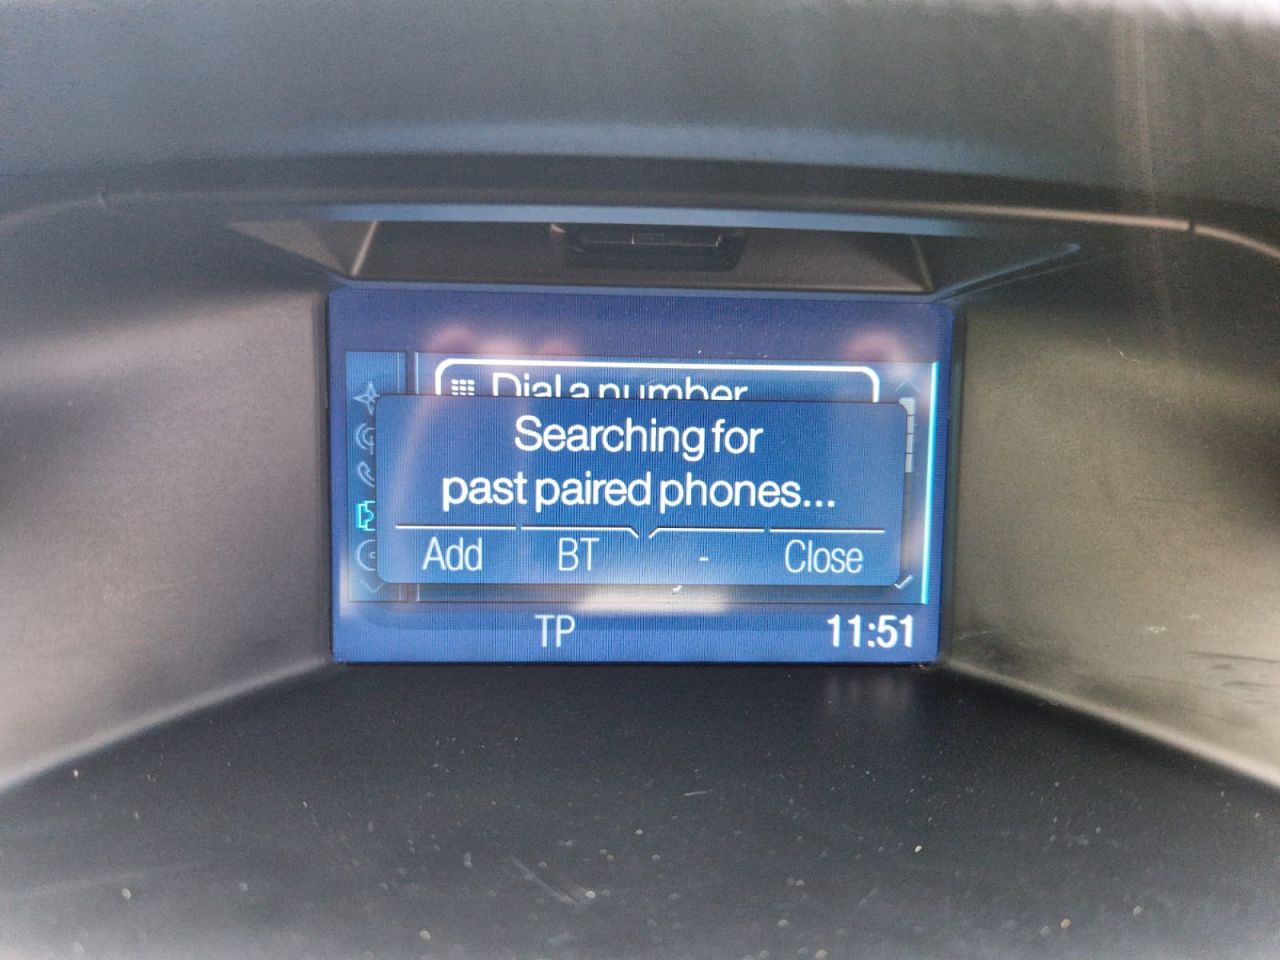 Dial a number
Searching for
past paired phones...
Add BT - Close
TP 11:51